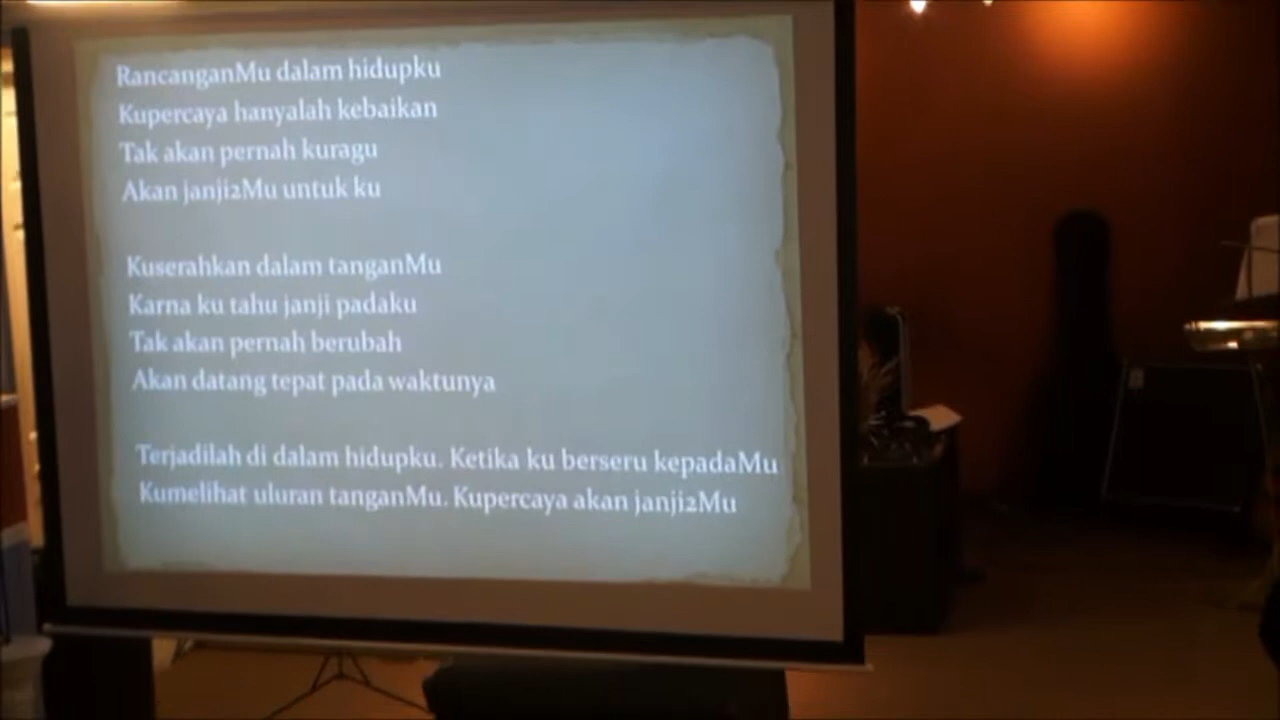 RancanganMu dalam hidupku
Kupercaya hanyalah kebaikan
Tak akan pernah kuragu
Akan janji2Mu untuk ku
Kuserahkan dalam tanganMu
Karna ku tahu janji padaku
Tak akan pernah berubah
Akan datang tepat pada waktunya
Terjadilah di dalam hidupku. Ketika ku berseru kepadaMu
Kumelihat uluran tanganMu. Kupercaya akan janji2Mu